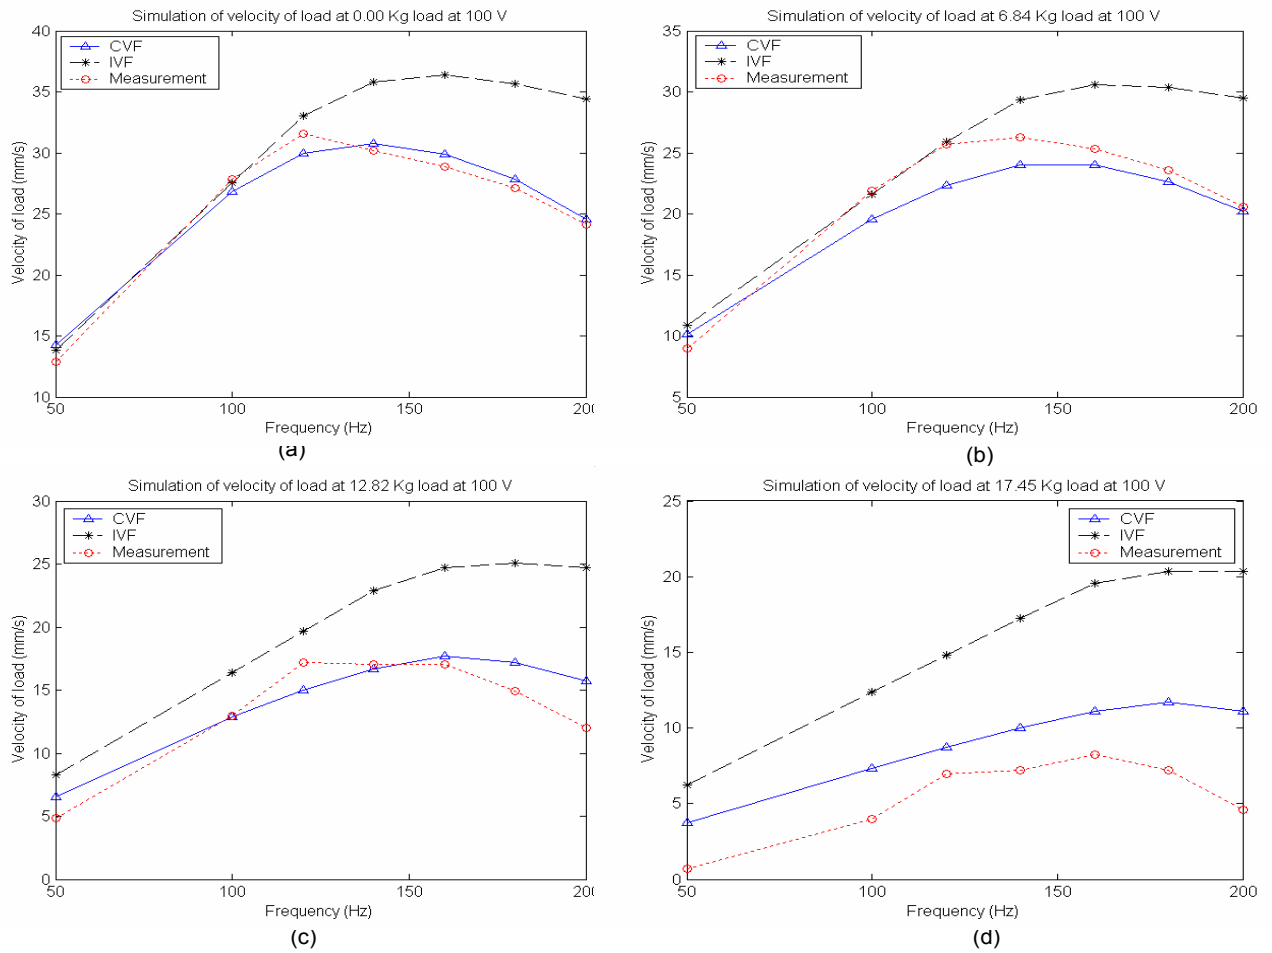 Simulation of velocity of load at 0.00 Kg load at 100 V
40
35
30
25
20
15
10
Velocity of load (mm/s)
CVF
IVF
Measurement
50
100
150
200
Frequency (Hz)
(a)
Simulation of velocity of load at 6.84 Kg load at 100 V
35
30
25
20
15
10
5
Velocity of load (mm/s)
CVF
IVF
Measurement
50
100
150
200
Frequency (Hz)
(b)
Simulation of velocity of load at 12.82 Kg load at 100 V
30
25
20
15
10
5
0
Velocity of load (mm/s)
CVF
IVF
Measurement
50
100
150
200
Frequency (Hz)
(c)
Simulation of velocity of load at 17.45 Kg load at 100 V
25
20
15
10
5
0
Velocity of load (mm/s)
CVF
IVF
Measurement
50
100
150
200
Frequency (Hz)
(d)